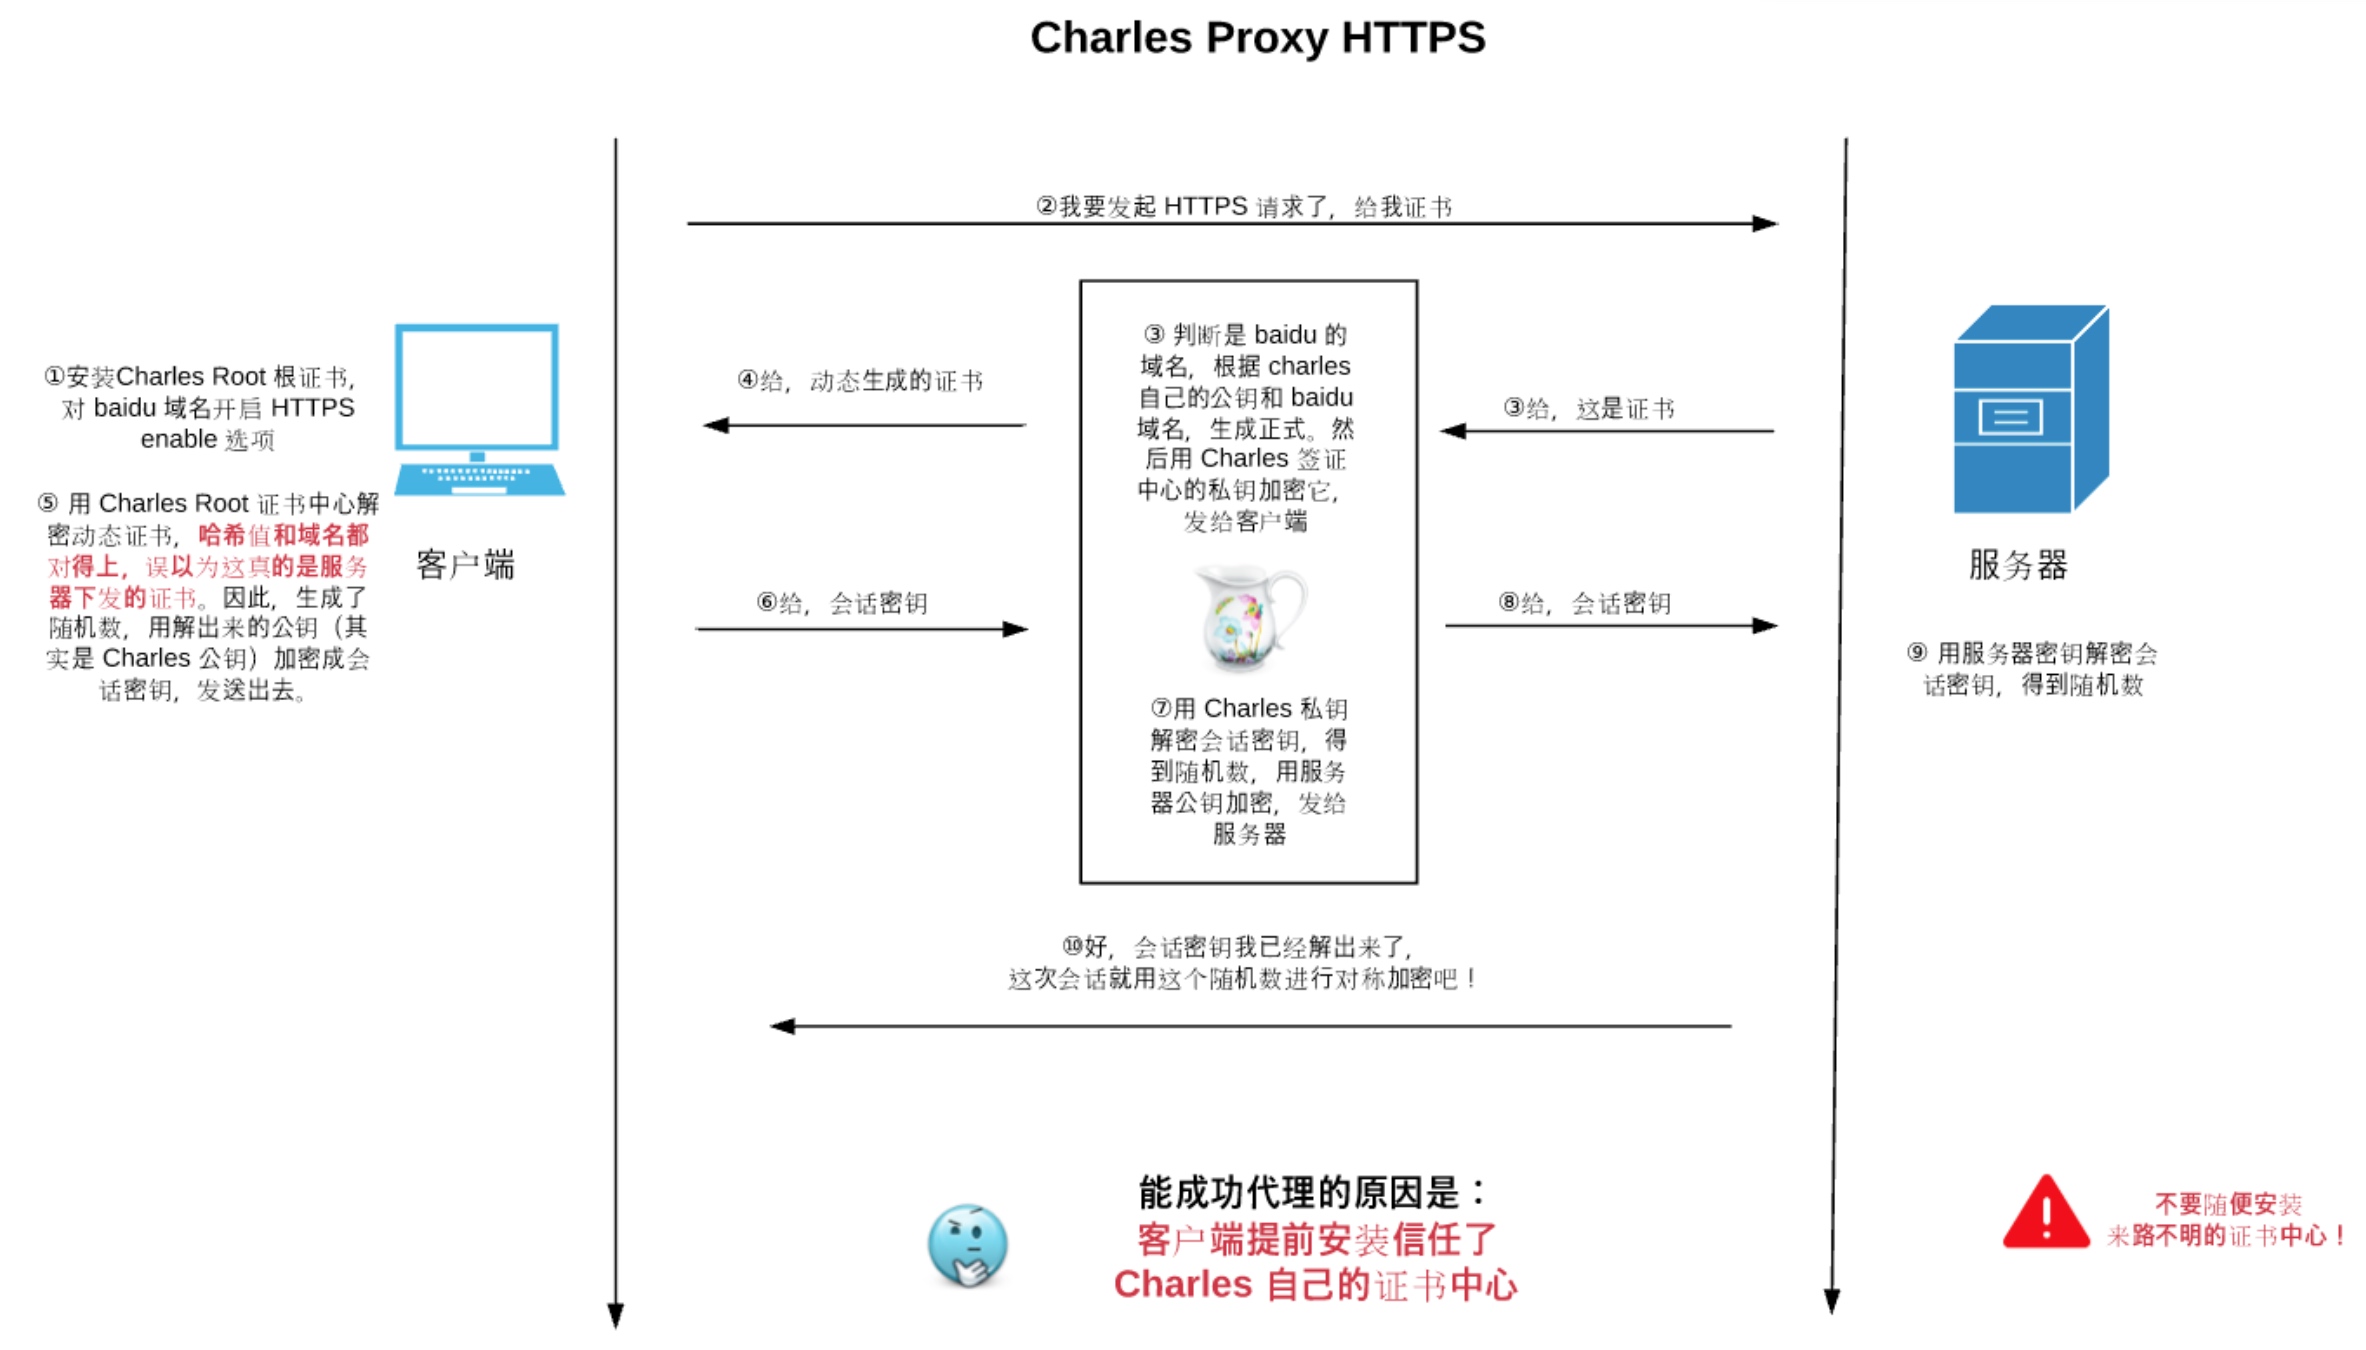 Charles Proxy HTTPS
②我要发起 HTTPS 请求了，给我证书
①安装Charles Root 根证书,
对 baidu 域名开启 HTTPS
enable 选项
⑤ 用 Charles Root 证书中心解
密动态证书，哈希值和域名都
对得上，误以为这真的是服务
器下发的证书。因此，生成了
随机数，用解出来的公钥（其
实是 Charles 公钥）加密成会
话密钥，发送出去。
客户端
④给，动态生成的证书
⑥给，会话密钥
③ 判断是 baidu 的
域名，根据 charles
自己的公钥和 baidu
域名，生成正式。然
后用 Charles 签证
中心的私钥加密它，
发给客户端
⑦用 Charles 私钥
解密会话密钥，得
到随机数，用服务
器公钥加密，发给
服务器
③给，这是证书
⑧给，会话密钥
服务器
⑨ 用服务器密钥解密会
话密钥，得到随机数
⑩好，会话密钥我已经解出来了，
这次会话就用这个随机数进行对称加密吧！
能成功代理的原因是：
客户端提前安装信任了
Charles 自己的证书中心
不要随便安装
来路不明的证书中心！